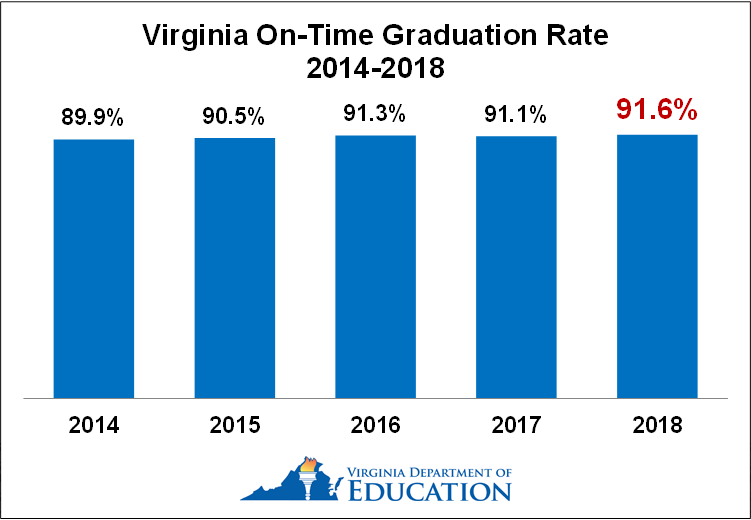 Virginia On-Time Graduation Rate
2014-2018
89.9% 90.5% 91.3% 91.1% 91.6%
2014 2015 2016 2017 2018
VIRGINIA DEPARTMENT OF
EDUCATION